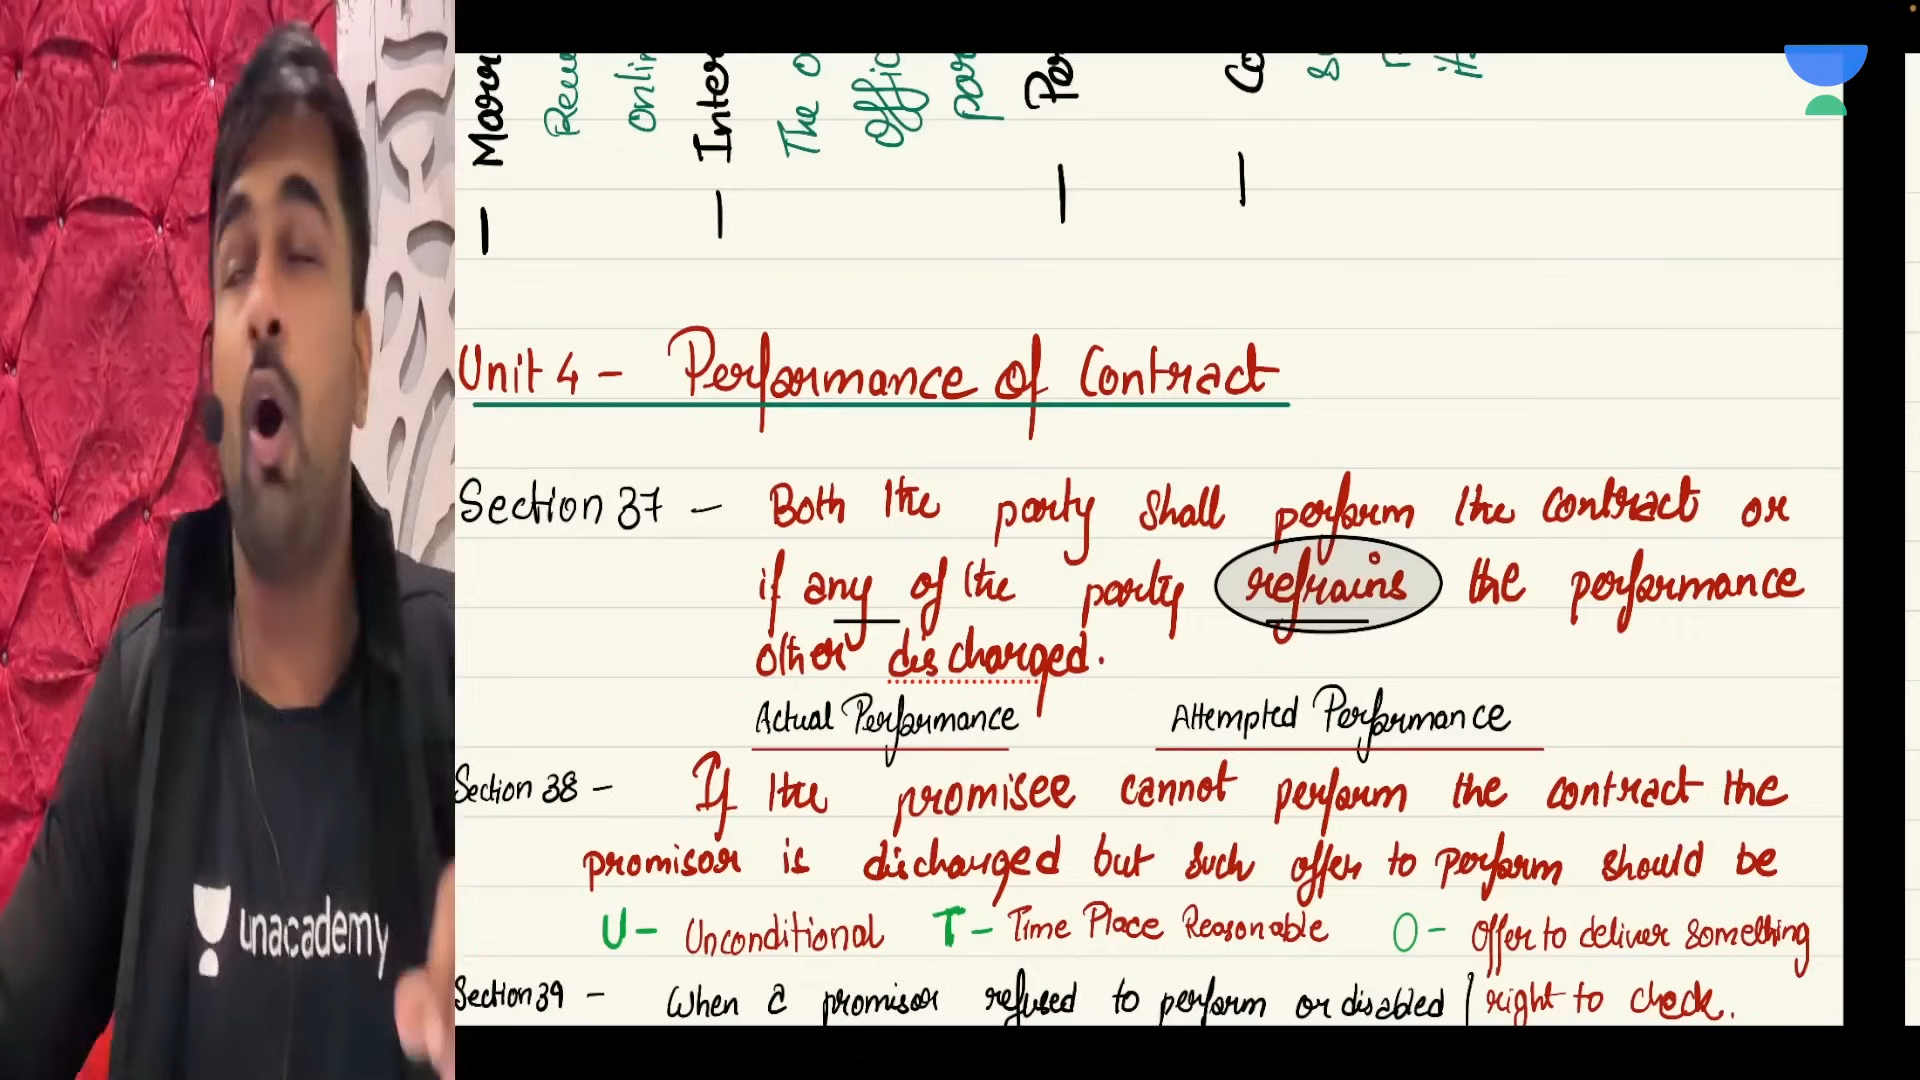 Unit 4 - Performance of Contract
Section 37 - Both the party shall perform the contract or
if any of the party refrains the performance
other discharged.
Actual Performance Attempted Performance
Section 38 - If the promisee cannot perform the contract the
promisor is discharged but such offer to perform should be
U - Unconditional T - Time Place Reasonable O - Offer to deliver something
right to check.
Section 39 - When a promisor refused to perform or disabled
unacademy